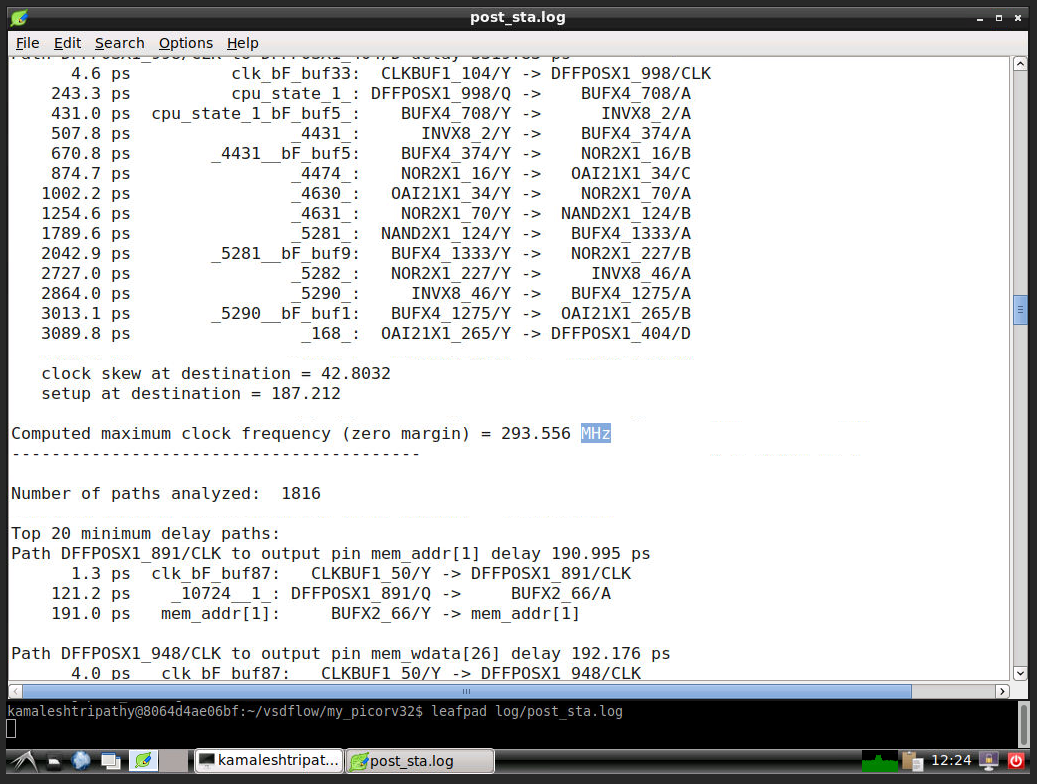 post_sta.log
File Edit Search Options Help
4.6 ps clk_bF_buf33: CLKBUF1_104/Y -> DFFPOSX1_998/CLK
243.3 ps cpu_state_1_: DFFPOSX1_998/Q -> BUFX4_708/A
431.0 ps cpu_state_1_bF_buf5_: BUFX4_708/Y -> INVX8_2/A
507.8 ps _4431_: INVX8_2/Y -> BUFX4_374/A
670.8 ps _4431__bF_buf5: BUFX4_374/Y -> NOR2X1_16/B
874.7 ps _4474_: NOR2X1_16/Y -> OAI21X1_34/C
1002.2 ps _4630_: OAI21X1_34/Y -> NOR2X1_70/A
1254.6 ps _4631_: NOR2X1_70/Y -> NAND2X1_124/B
1789.6 ps _5281_: NAND2X1_124/Y -> BUFX4_1333/A
2042.9 ps _5281__bF_buf9: BUFX4_1333/Y -> NOR2X1_227/B
2727.0 ps _5282_: NOR2X1_227/Y -> INVX8_46/A
2864.0 ps _5290_: INVX8_46/Y -> BUFX4_1275/A
3013.1 ps _5290__bF_buf1: BUFX4_1275/Y -> OAI21X1_265/B
3089.8 ps _168_: OAI21X1_265/Y -> DFFPOSX1_404/D
clock skew at destination = 42.8032
setup at destination = 187.212
Computed maximum clock frequency (zero margin) = 293.556 MHz
-----------------------------------------
Number of paths analyzed: 1816
Top 20 minimum delay paths:
Path DFFPOSX1_891/CLK to output pin mem_addr[1] delay 190.995 ps
1.3 ps clk_bF_buf87: CLKBUF1_50/Y -> DFFPOSX1_891/CLK
121.2 ps _10724__1_: DFFPOSX1_891/Q -> BUFX2_66/A
191.0 ps mem_addr[1]: BUFX2_66/Y -> mem_addr[1]
Path DFFPOSX1_948/CLK to output pin mem_wdata[26] delay 192.176 ps
4.0 ps clk_bF_buf87: CLKBUF1_50/Y -> DFFPOSX1_948/CLK
kamaleshtripathy@8064d4ae06bf:~/vsdflow/my_picorv32$ leafpad log/post_sta.log
kamaleshtripat... post_sta.log 12:24